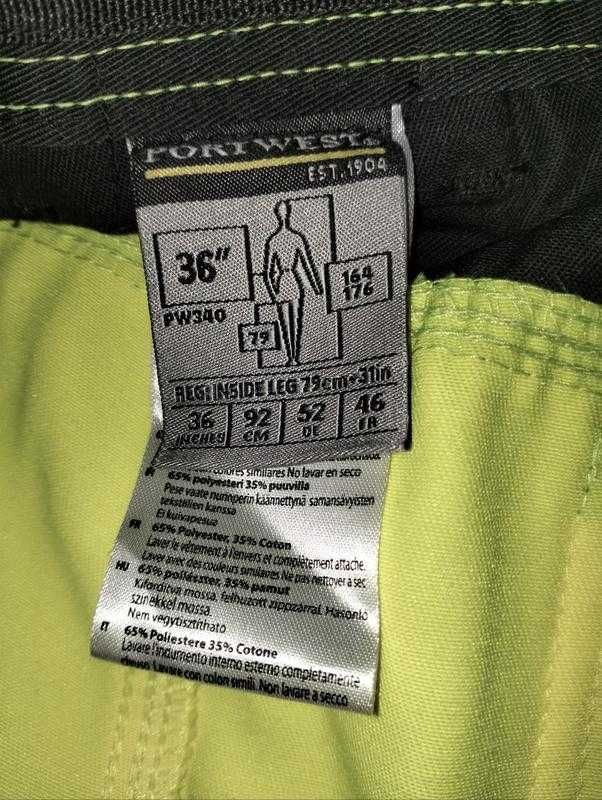 PORTWEST
EST. 1904
36"
164
176
PW340
79
REG: INSIDE LEG 79cm•31in
36 92 52 46
INCHES CM DE FR
colores similares No lavar en seco
FI 65% polyesteri 35% puuvilla
Pese vaate nurinperin käännettynä samansävyisten
tekstiilien kanssa
Ei kuivapesua
FR 65% Polyester, 35% Coton
Laver le vêtement à l'envers et complètement attaché.
Laver avec des couleurs similaires Ne pas nettoyer à sec
HU 65% poliészter, 35% pamut
Kifordítva mossa, felhúzott zippzárral. Hasonló
színekkel mossa.
Nem vegytisztítható
IT 65% Poliestere 35% Cotone
Lavare l'indumento interno esterno completamente
chiuso. Lavare con colori simili. Non lavare a secco